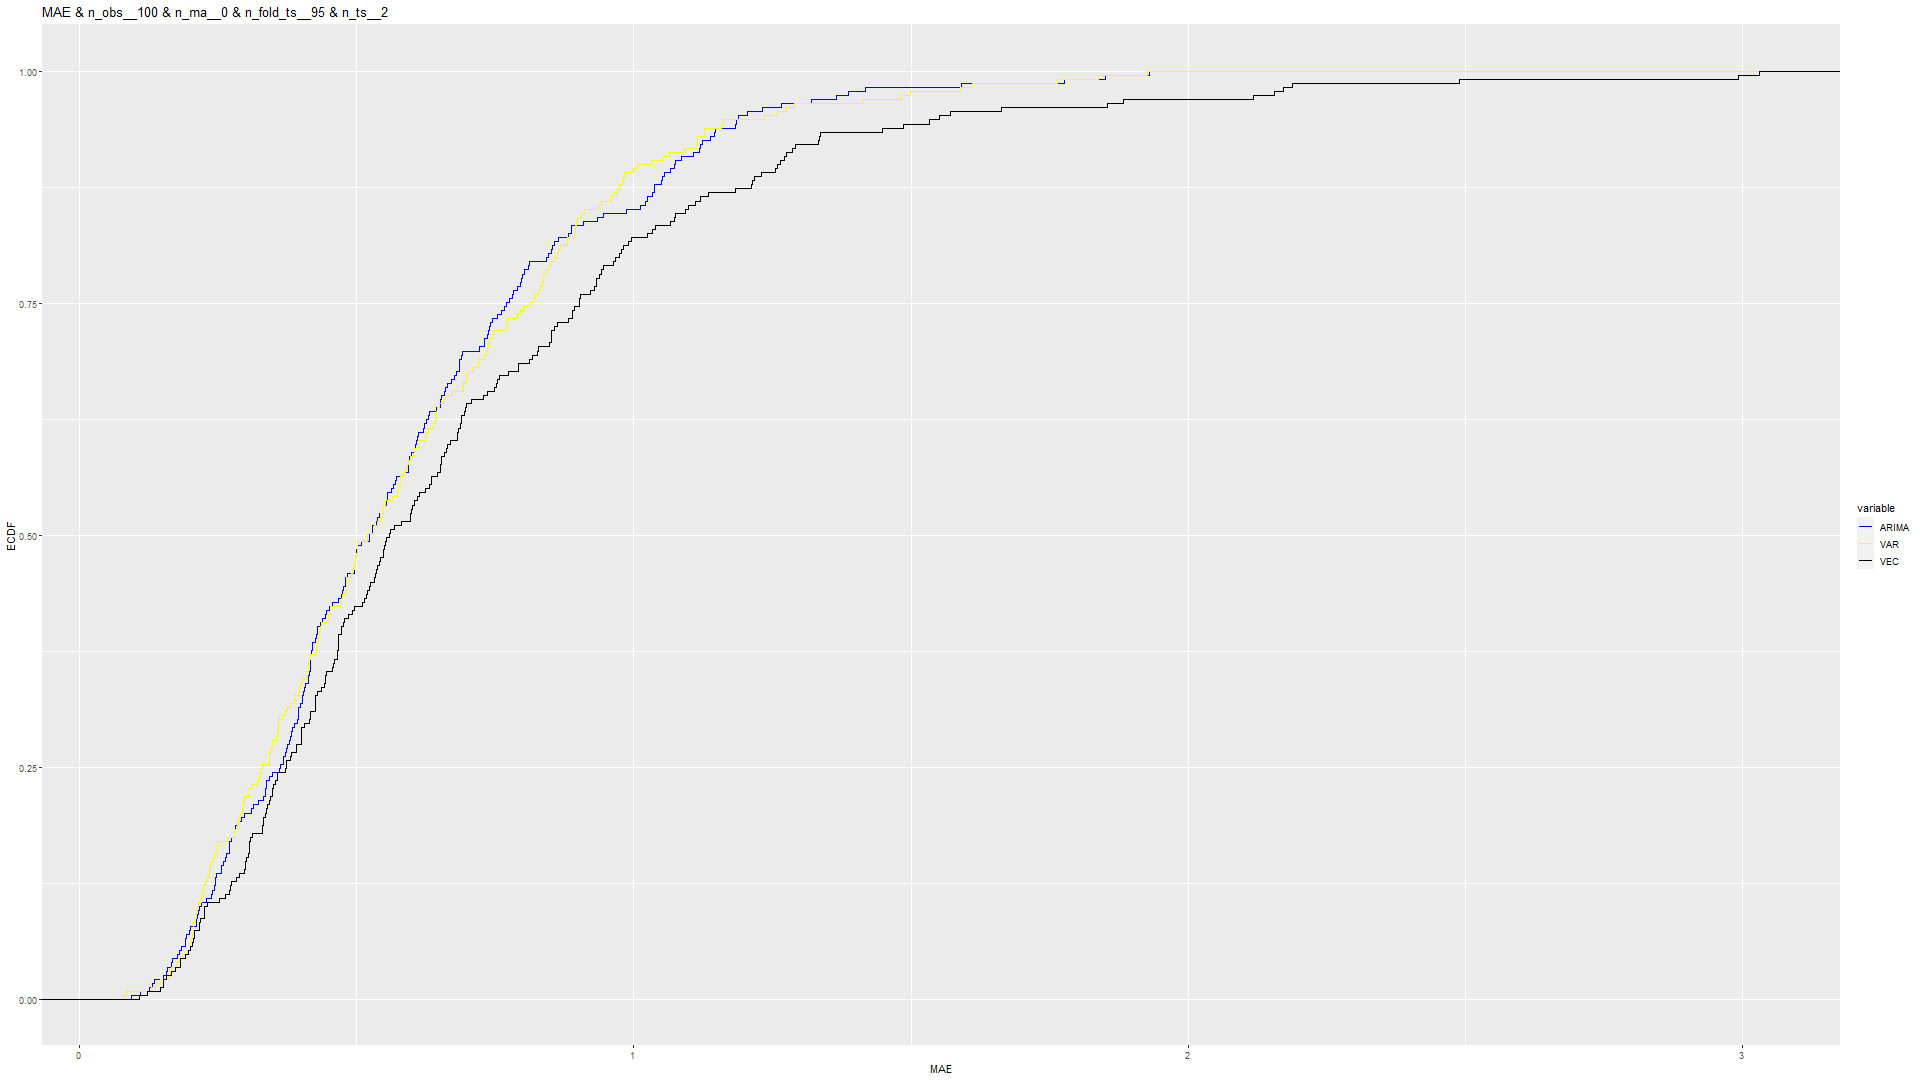 MAE & n_obs__100 & n_ma__0 & n_fold_ts__95 & n_ts__2
1.00
0.75
0.50
0.25
0.00
ECDF
0
1
2
3
MAE
variable
ARIMA
VAR
VEC